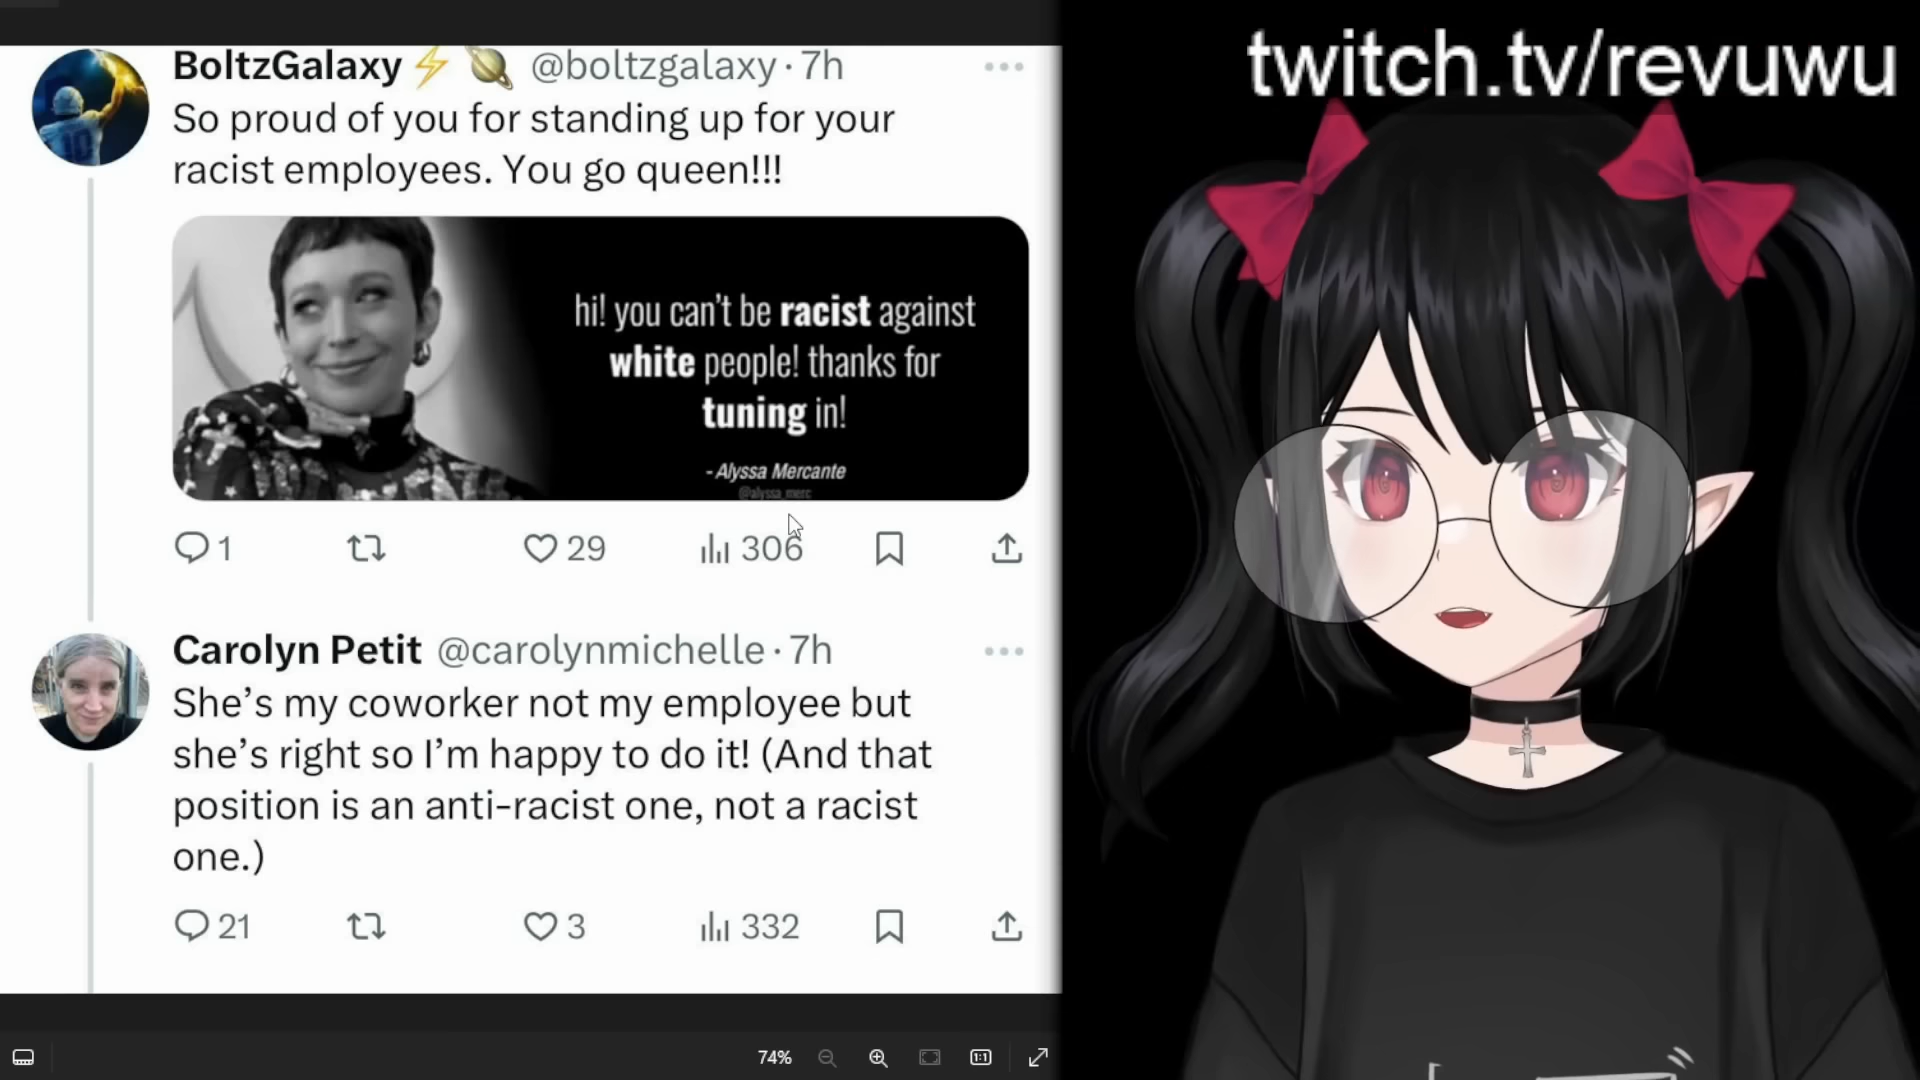 BoltzGalaxy⚡🪐 @boltzgalaxy · 7h
So proud of you for standing up for your
racist employees. You go queen!!!
hi! you can't be racist against
white people! thanks for
tuning in!
- Alyssa Mercante
@alyssa_merc
1 29 306
Carolyn Petit @carolynmichelle · 7h
She's my coworker not my employee but
she's right so I'm happy to do it! (And that
position is an anti-racist one, not a racist
one.)
21 3 332
74% 1:1
twitch.tv/revuwu